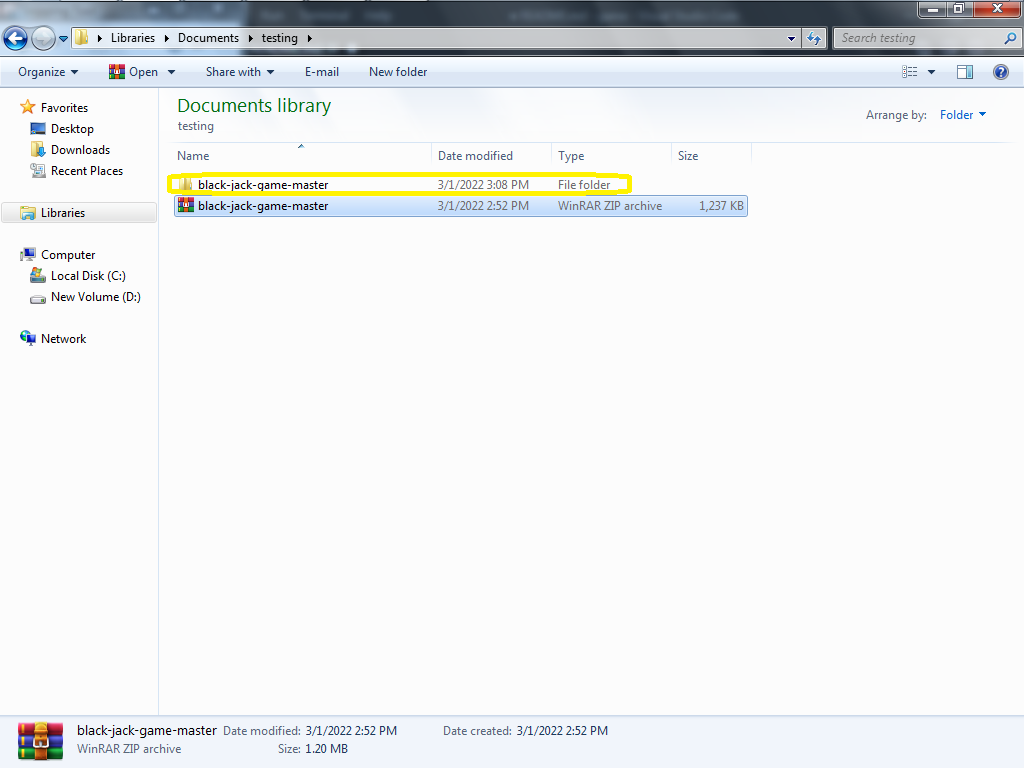 Libraries Documents testing
Search testing
Organize Open Share with E-mail New folder
Favorites
Desktop
Downloads
Recent Places
Libraries
Computer
Local Disk (C:)
New Volume (D:)
Network
Documents library
testing
Arrange by: Folder
Name Date modified Type Size
black-jack-game-master 3/1/2022 3:08 PM File folder
black-jack-game-master 3/1/2022 2:52 PM WinRAR ZIP archive 1,237 KB
black-jack-game-master Date modified: 3/1/2022 2:52 PM Date created: 3/1/2022 2:52 PM
WinRAR ZIP archive Size: 1.20 MB